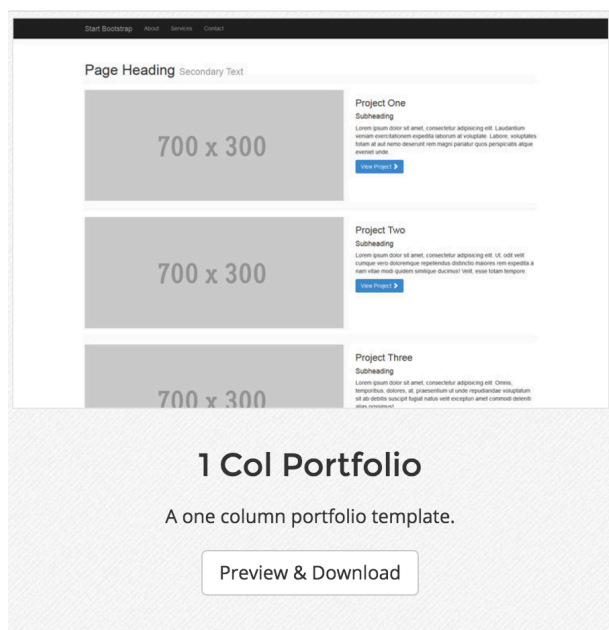 Start Bootstrap About Services Contact
Page Heading Secondary Text
700 x 300
Project One
Subheading
Lorem ipsum dolor sit amet, consectetur adipisicing elit. Laudantium
veniam exercitationem expedita laborum at voluptate. Labore, voluptates
totam at aut nemo deserunt rem magni pariatur quos perspiciatis atque
eveniet unde.
View Project
700 x 300
Project Two
Subheading
Lorem ipsum dolor sit amet, consectetur adipisicing elit. Ut, odit velit
cumque vero doloremque repellendus distinctio maiores rem expedita a
nam vitae modi quidem similique ducimus! Velit, esse totam tempore.
View Project
700 x 300
Project Three
Subheading
Lorem ipsum dolor sit amet, consectetur adipisicing elit. Omnis,
temporibus, dolores, at, praesentium ut unde repudiandae voluptatum
sit ab debitis suscipit fugiat natus velit excepturi amet commodi deleniti
alias possimus!
1 Col Portfolio
A one column portfolio template.
Preview & Download